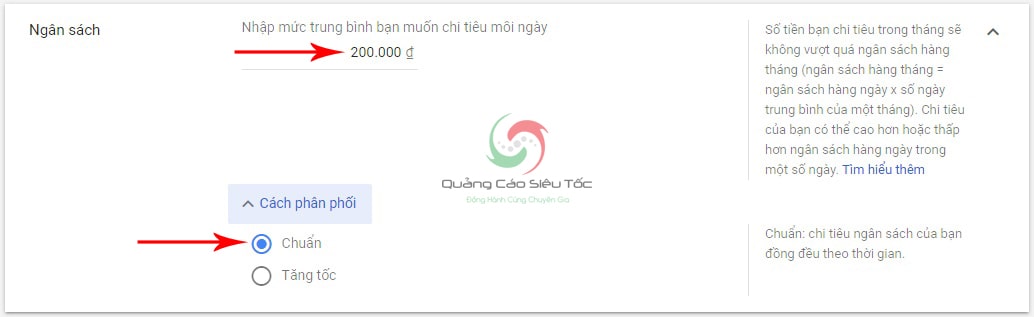 Ngân sách
Nhập mức trung bình bạn muốn chi tiêu mỗi ngày
200.000 ₫
Số tiền bạn chi tiêu trong tháng sẽ
không vượt quá ngân sách hàng
tháng (ngân sách hàng tháng =
ngân sách hàng ngày x số ngày
trung bình của một tháng). Chi tiêu
của bạn có thể cao hơn hoặc thấp
hơn ngân sách hàng ngày trong
một số ngày. Tìm hiểu thêm
Quảng Cáo Siêu Tốc
Đồng Hành Cùng Chuyên Gia
Cách phân phối
Chuẩn
Tăng tốc
Chuẩn: chi tiêu ngân sách của bạn
đồng đều theo thời gian.